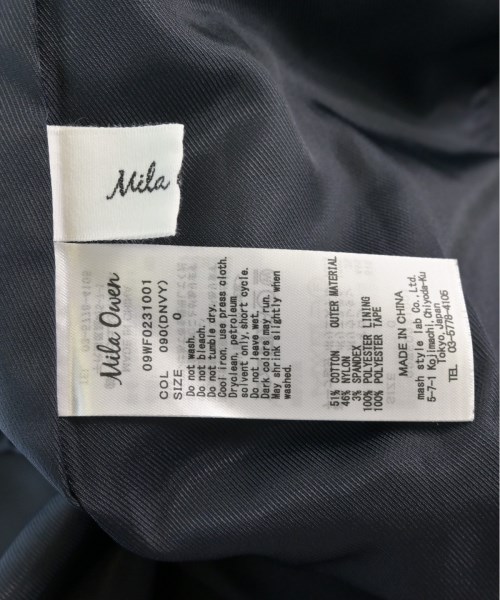 Mila
Mila Owen
09WF0231001
COL 090(DNVY)
SIZE 0
Do not wash.
Do not bleach.
Do not tumble dry.
Cool iron, use press cloth.
Dryclean, petroleum
solvent only, short cycle.
Do not leave wet.
Dark colors may run.
May shrink slightly when
washed.
51% COTTON OUTER MATERIAL
46% NYLON
3% SPANDEX
100% POLYESTER LINING
100% POLYESTER TAPE
MADE IN CHINA
mash style lab Co., Ltd.
5-7-1 Kojimachi, Chiyoda-Ku
Tokyo, Japan
TEL 03-5778-4105